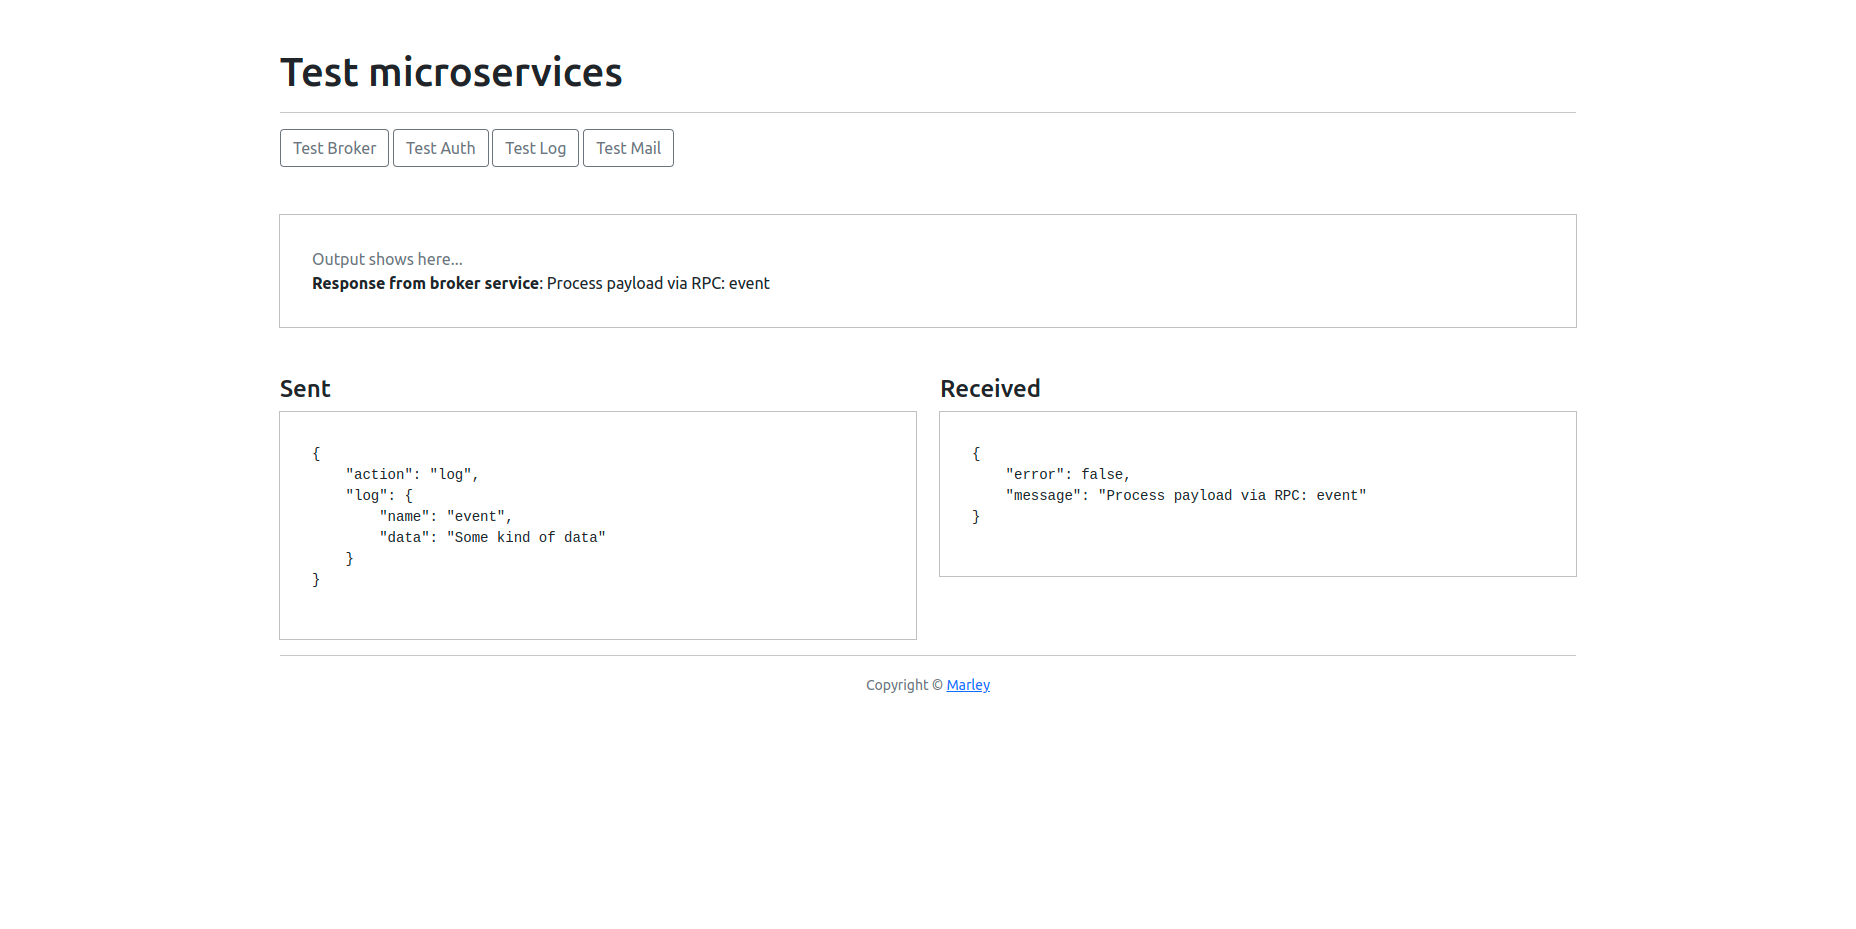 Test microservices
Test Broker Test Auth Test Log Test Mail
Output shows here...
Response from broker service: Process payload via RPC: event
Sent
{
    "action": "log",
    "log": {
        "name": "event",
        "data": "Some kind of data"
    }
}
Received
{
    "error": false,
    "message": "Process payload via RPC: event"
}
Copyright © Marley